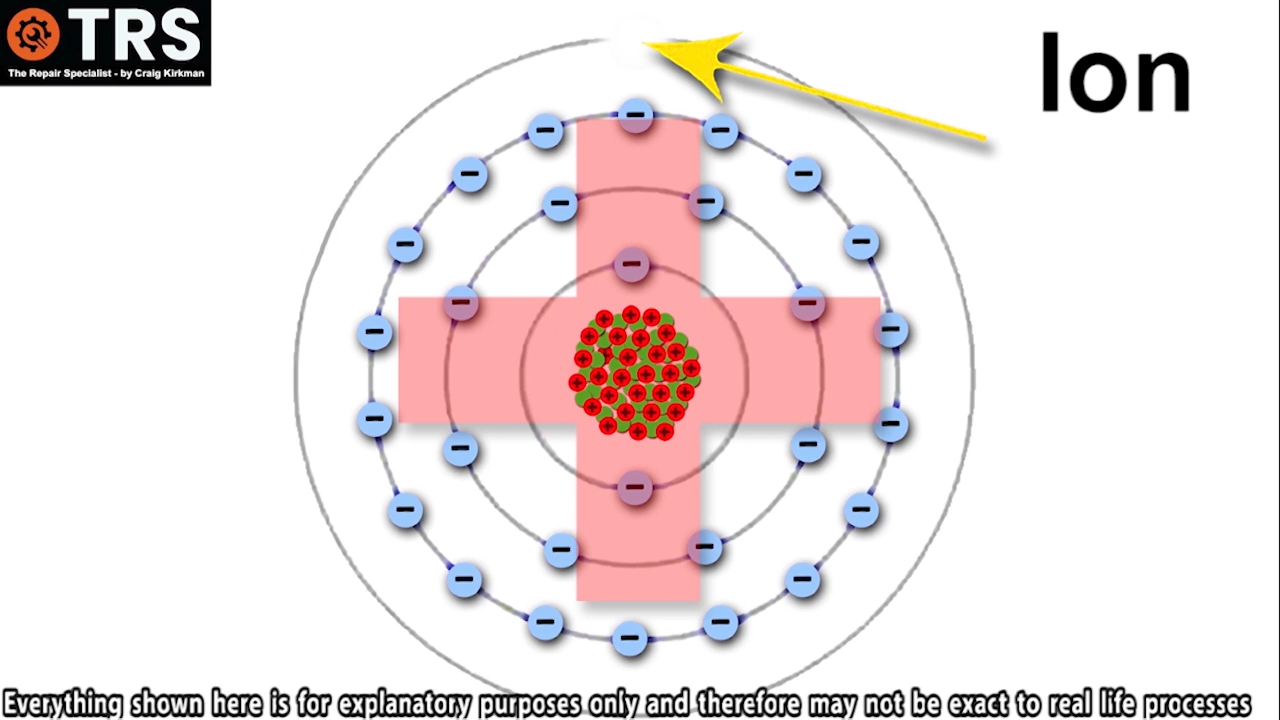 TRS
The Repair Specialist - by Craig Kirkman
Ion
Everything shown here is for explanatory purposes only and therefore may not be exact to real life processes